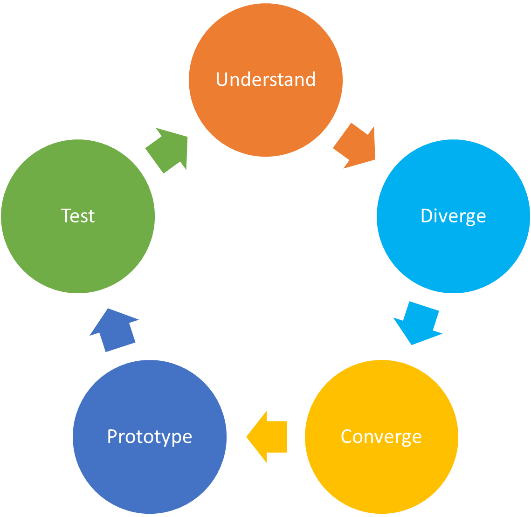 Understand
Diverge
Converge
Prototype
Test